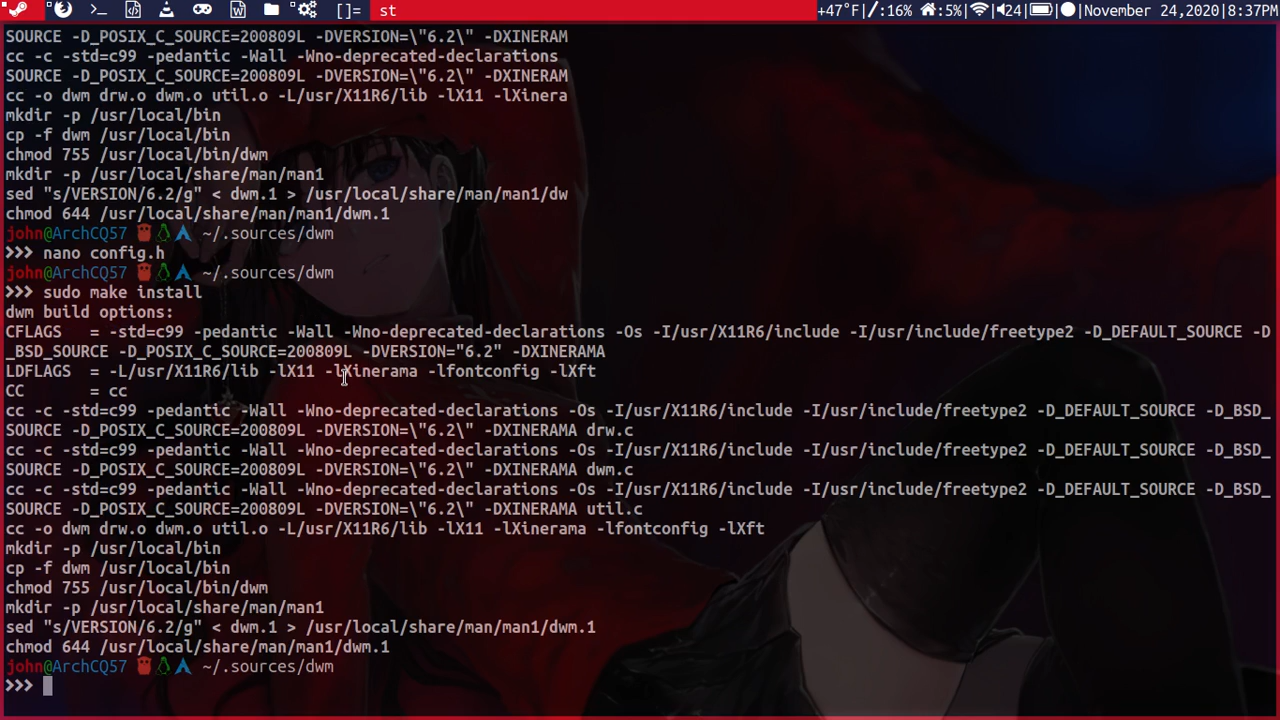 []= st +47°F|/:16% :5%| |24| | |November 24,2020|8:37PM
SOURCE -D_POSIX_C_SOURCE=200809L -DVERSION=\"6.2\" -DXINERAM
cc -c -std=c99 -pedantic -Wall -Wno-deprecated-declarations
SOURCE -D_POSIX_C_SOURCE=200809L -DVERSION=\"6.2\" -DXINERAM
cc -o dwm drw.o dwm.o util.o -L/usr/X11R6/lib -lX11 -lXinera
mkdir -p /usr/local/bin
cp -f dwm /usr/local/bin
chmod 755 /usr/local/bin/dwm
mkdir -p /usr/local/share/man/man1
sed "s/VERSION/6.2/g" < dwm.1 > /usr/local/share/man/man1/dw
chmod 644 /usr/local/share/man/man1/dwm.1
john@ArchCQ57 ~/.sources/dwm
>>> nano config.h
john@ArchCQ57 ~/.sources/dwm
>>> sudo make install
dwm build options:
CFLAGS   = -std=c99 -pedantic -Wall -Wno-deprecated-declarations -Os -I/usr/X11R6/include -I/usr/include/freetype2 -D_DEFAULT_SOURCE -D
_BSD_SOURCE -D_POSIX_C_SOURCE=200809L -DVERSION="6.2" -DXINERAMA
LDFLAGS  = -L/usr/X11R6/lib -lX11 -lXinerama -lfontconfig -lXft
CC       = cc
cc -c -std=c99 -pedantic -Wall -Wno-deprecated-declarations -Os -I/usr/X11R6/include -I/usr/include/freetype2 -D_DEFAULT_SOURCE -D_BSD_
SOURCE -D_POSIX_C_SOURCE=200809L -DVERSION=\"6.2\" -DXINERAMA drw.c
cc -c -std=c99 -pedantic -Wall -Wno-deprecated-declarations -Os -I/usr/X11R6/include -I/usr/include/freetype2 -D_DEFAULT_SOURCE -D_BSD_
SOURCE -D_POSIX_C_SOURCE=200809L -DVERSION=\"6.2\" -DXINERAMA dwm.c
cc -c -std=c99 -pedantic -Wall -Wno-deprecated-declarations -Os -I/usr/X11R6/include -I/usr/include/freetype2 -D_DEFAULT_SOURCE -D_BSD_
SOURCE -D_POSIX_C_SOURCE=200809L -DVERSION=\"6.2\" -DXINERAMA util.c
cc -o dwm drw.o dwm.o util.o -L/usr/X11R6/lib -lX11 -lXinerama -lfontconfig -lXft
mkdir -p /usr/local/bin
cp -f dwm /usr/local/bin
chmod 755 /usr/local/bin/dwm
mkdir -p /usr/local/share/man/man1
sed "s/VERSION/6.2/g" < dwm.1 > /usr/local/share/man/man1/dwm.1
chmod 644 /usr/local/share/man/man1/dwm.1
john@ArchCQ57 ~/.sources/dwm
>>>